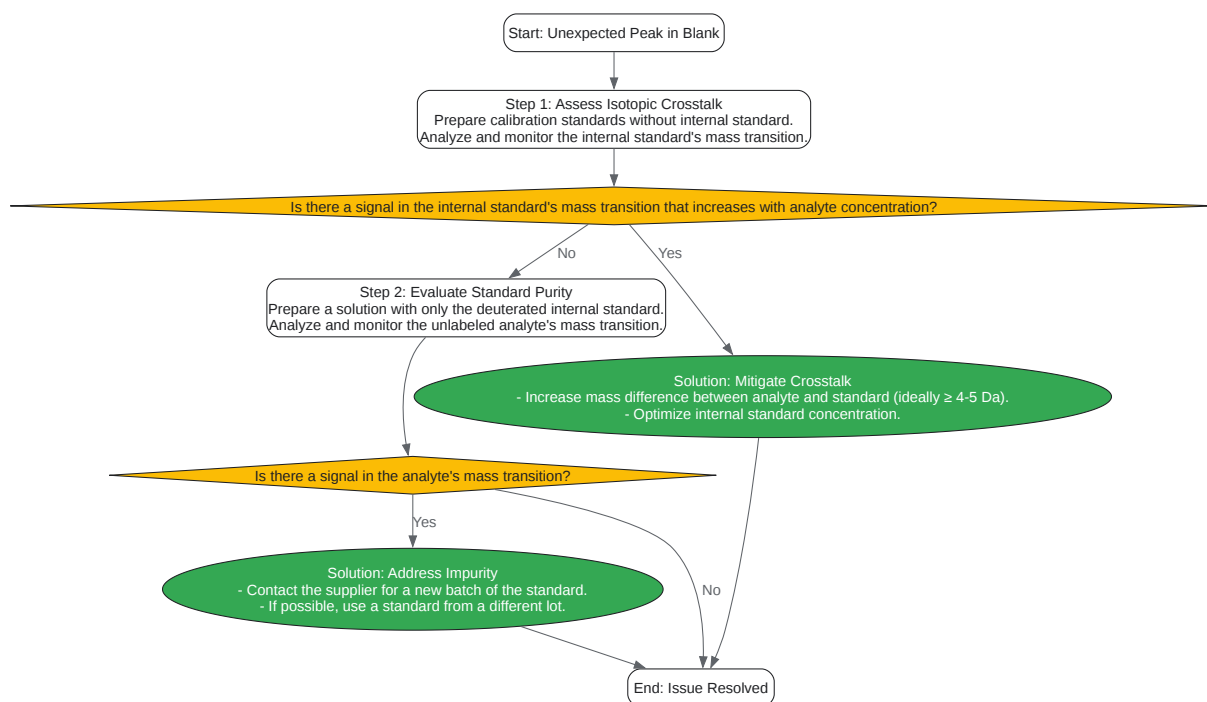 Start: Unexpected Peak in Blank
Step 1: Assess Isotopic Crosstalk
Prepare calibration standards without internal standard.
Analyze and monitor the internal standard's mass transition.
Is there a signal in the internal standard's mass transition that increases with analyte concentration?
No
Yes
Step 2: Evaluate Standard Purity
Prepare a solution with only the deuterated internal standard.
Analyze and monitor the unlabeled analyte's mass transition.
Solution: Mitigate Crosstalk
- Increase mass difference between analyte and standard (ideally ≥ 4-5 Da).
- Optimize internal standard concentration.
Is there a signal in the analyte's mass transition?
Yes
Solution: Address Impurity
- Contact the supplier for a new batch of the standard.
- If possible, use a standard from a different lot.
No
End: Issue Resolved